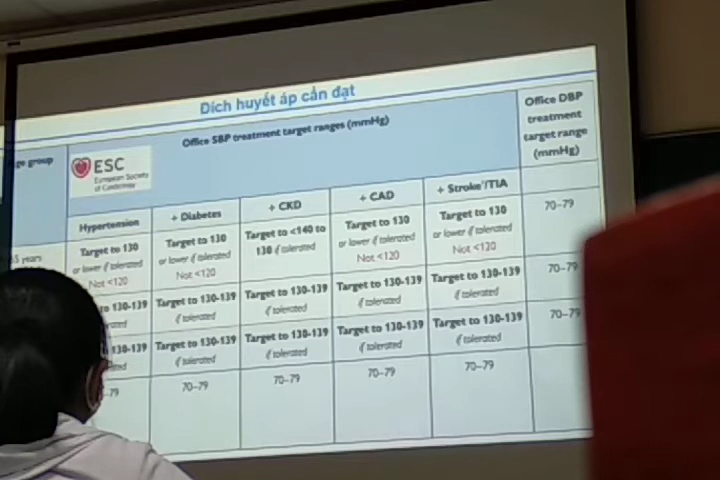 Đích huyết áp cần đạt
ge group
Office SBP treatment target ranges (mmHg)
Office DBP
treatment
target range
(mmHg)
ESC
European Society
of Cardiology
Hypertension
+ Diabetes
+ CKD
+ CAD
+ Stroke/TIA
years
Target to 130
or lower if tolerated
Not <120
Target to 130
or lower if tolerated
Not <120
Target to <140 to
130 if tolerated
Target to 130
or lower if tolerated
Not <120
Target to 130
or lower if tolerated
Not <120
70–79
to 130-139
Target to 130-139
if tolerated
Target to 130-139
if tolerated
Target to 130-139
if tolerated
Target to 130-139
if tolerated
70–79
130-139
Target to 130-139
if tolerated
Target to 130-139
if tolerated
Target to 130-139
if tolerated
Target to 130-139
if tolerated
70–79
–79
70–79
70–79
70–79
70–79